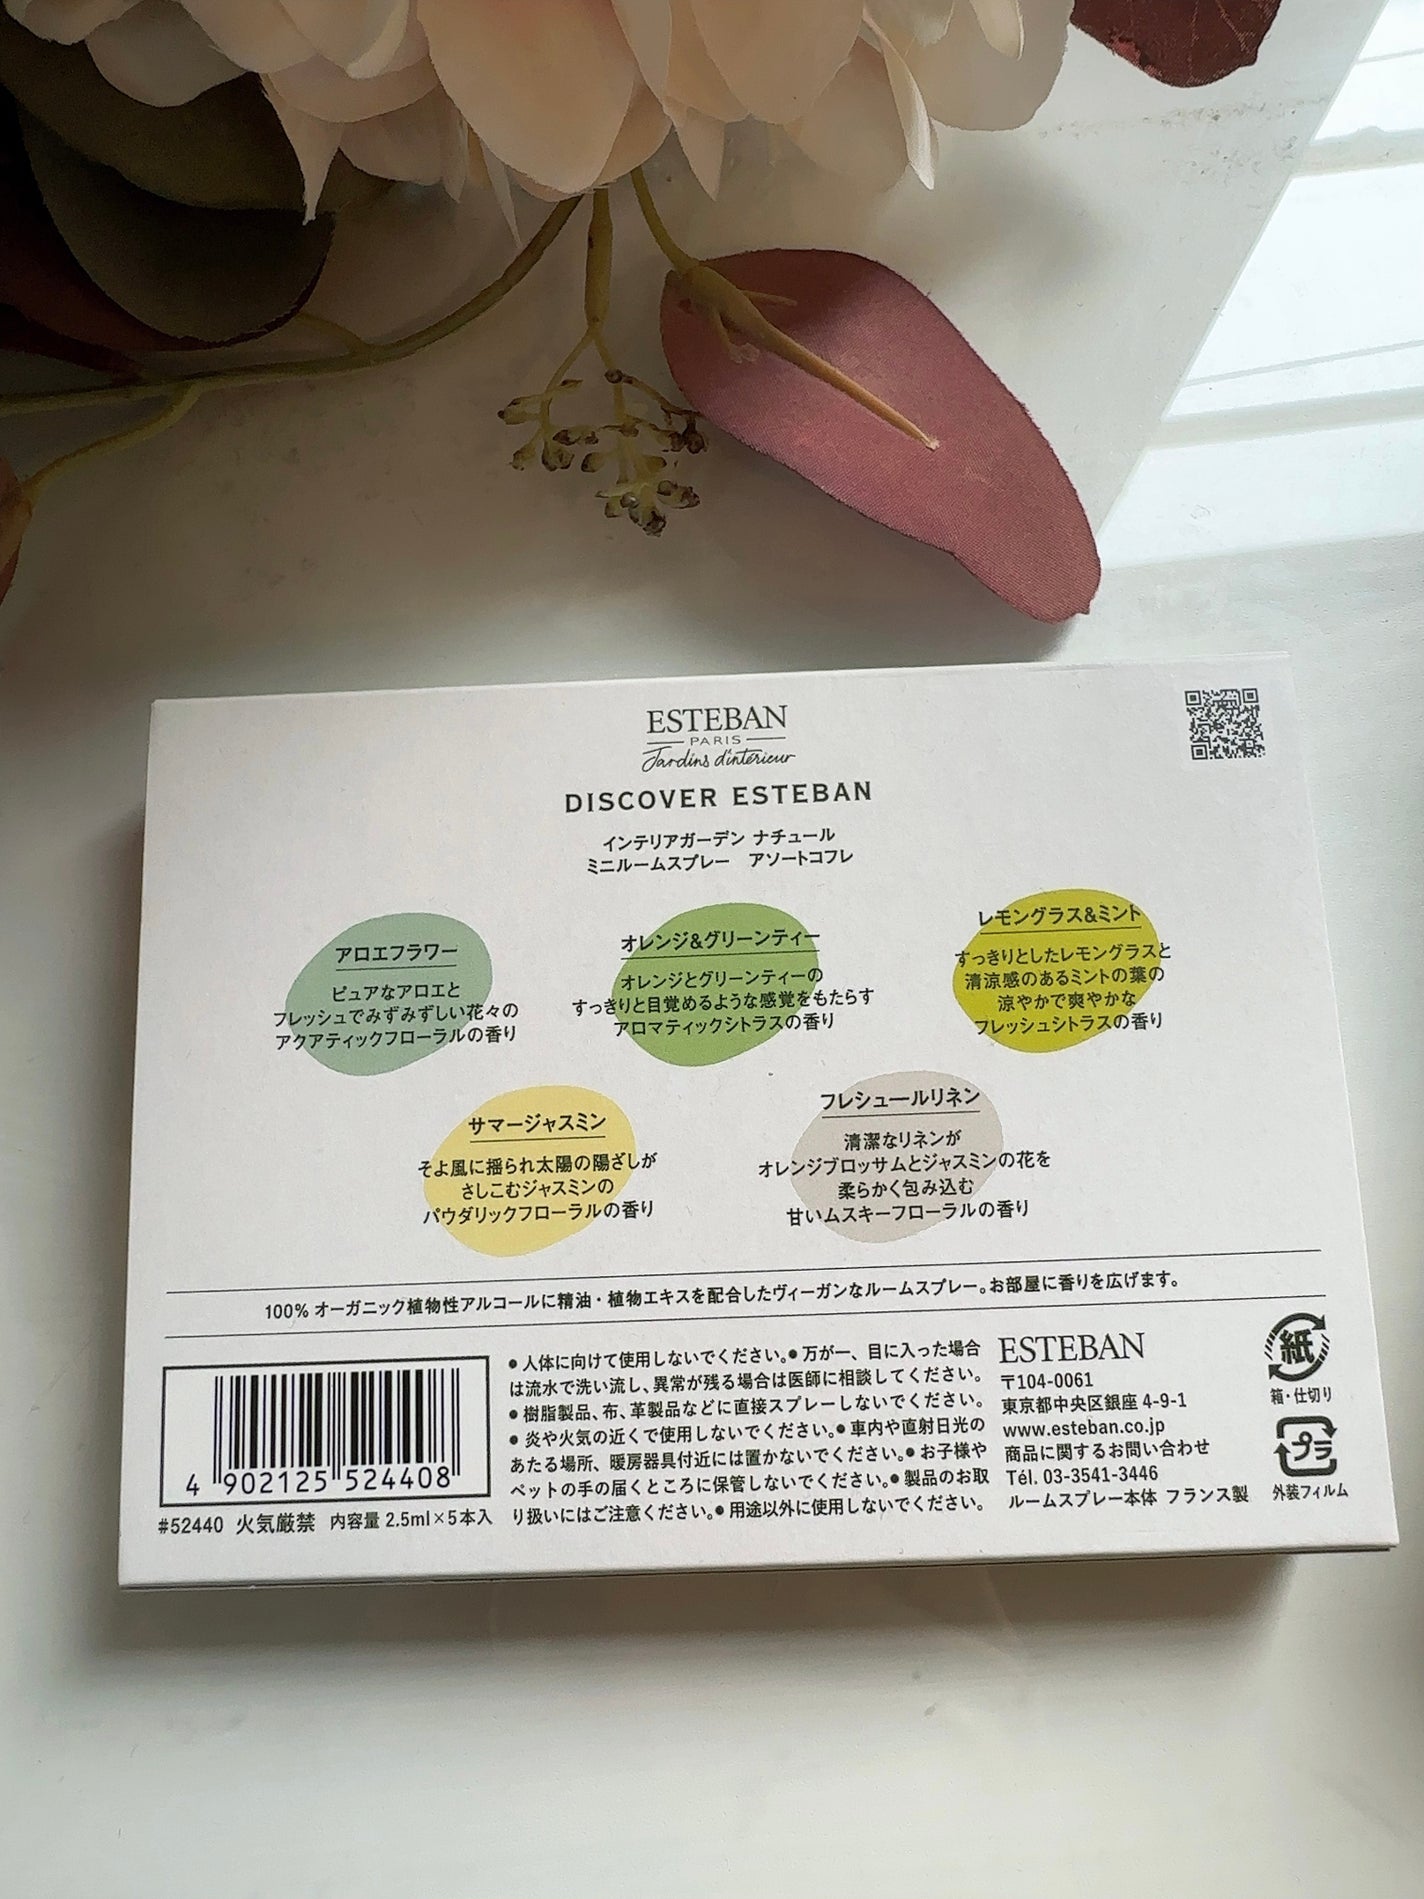 ESTEBAN
PARIS
Jardins d'intérieur
DISCOVER ESTEBAN
インテリアガーデン ナチュール
ミニルームスプレー アソートコフレ
アロエフラワー
ピュアなアロエと
フレッシュでみずみずしい花々の
アクアティックフローラルの香り
オレンジ&グリーンティー
オレンジとグリーンティーの
すっきりと目覚めるような感覚をもたらす
アロマティックシトラスの香り
レモングラス&ミント
すっきりとしたレモングラスと
清涼感のあるミントの葉の
涼やかで爽やかな
フレッシュシトラスの香り
サマージャスミン
そよ風に揺られ太陽の陽ざしが
さしこむジャスミンの
パウダリックフローラルの香り
フレシュールリネン
清潔なリネンが
オレンジブロッサムとジャスミンの花を
柔らかく包み込む
甘いムスキーフローラルの香り
100% オーガニック植物性アルコールに精油・植物エキスを配合したヴィーガンなルームスプレー。お部屋に香りを広げます。
4 902125 524408
#52440 火気厳禁 内容量 2.5ml×5本入
●人体に向けて使用しないでください。●万が一、目に入った場合
は流水で洗い流し、異常が残る場合は医師に相談してください。
●樹脂製品、布、革製品などに直接スプレーしないでください。
●炎や火気の近くで使用しないでください。●車内や直射日光の
あたる場所、暖房器具付近には置かないでください。●お子様や
ペットの手の届くところに保管しないでください。●製品のお取
り扱いにはご注意ください。●用途以外に使用しないでください。
ESTEBAN
〒104-0061
東京都中央区銀座 4-9-1
www.esteban.co.jp
商品に関するお問い合わせ
Tél. 03-3541-3446
ルームスプレー本体 フランス製
紙
箱・仕切り
プラ
外装フィルム